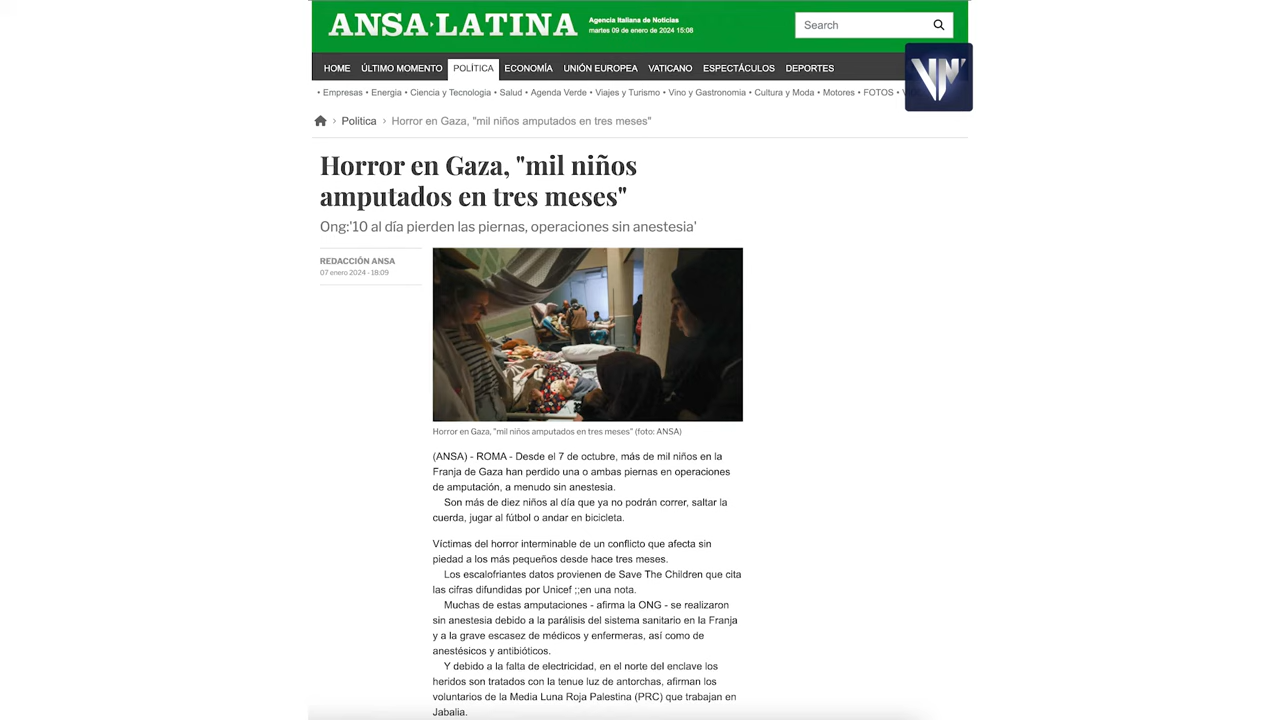 ANSA LATINA
Agencia Italiana de Noticias
martes 09 de enero de 2024 15:08
Search
HOME ÚLTIMO MOMENTO POLÍTICA ECONOMÍA UNIÓN EUROPEA VATICANO ESPECTÁCULOS DEPORTES
• Empresas • Energia • Ciencia y Tecnologia • Salud • Agenda Verde • Viajes y Turismo • Vino y Gastronomia • Cultura y Moda • Motores • FOTOS •
VN
Politica › Horror en Gaza, "mil niños amputados en tres meses"
Horror en Gaza, "mil niños
amputados en tres meses"
Ong:'10 al día pierden las piernas, operaciones sin anestesia'
REDACCIÓN ANSA
07 enero 2024 - 18:09
Horror en Gaza, "mil niños amputados en tres meses" (foto: ANSA)
(ANSA) - ROMA - Desde el 7 de octubre, más de mil niños en la
Franja de Gaza han perdido una o ambas piernas en operaciones
de amputación, a menudo sin anestesia.
Son más de diez niños al día que ya no podrán correr, saltar la
cuerda, jugar al fútbol o andar en bicicleta.
Víctimas del horror interminable de un conflicto que afecta sin
piedad a los más pequeños desde hace tres meses.
Los escalofriantes datos provienen de Save The Children que cita
las cifras difundidas por Unicef ;;en una nota.
Muchas de estas amputaciones - afirma la ONG - se realizaron
sin anestesia debido a la parálisis del sistema sanitario en la Franja
y a la grave escasez de médicos y enfermeras, así como de
anestésicos y antibióticos.
Y debido a la falta de electricidad, en el norte del enclave los
heridos son tratados con la tenue luz de antorchas, afirman los
voluntarios de la Media Luna Roja Palestina (PRC) que trabajan en
Jabalia.